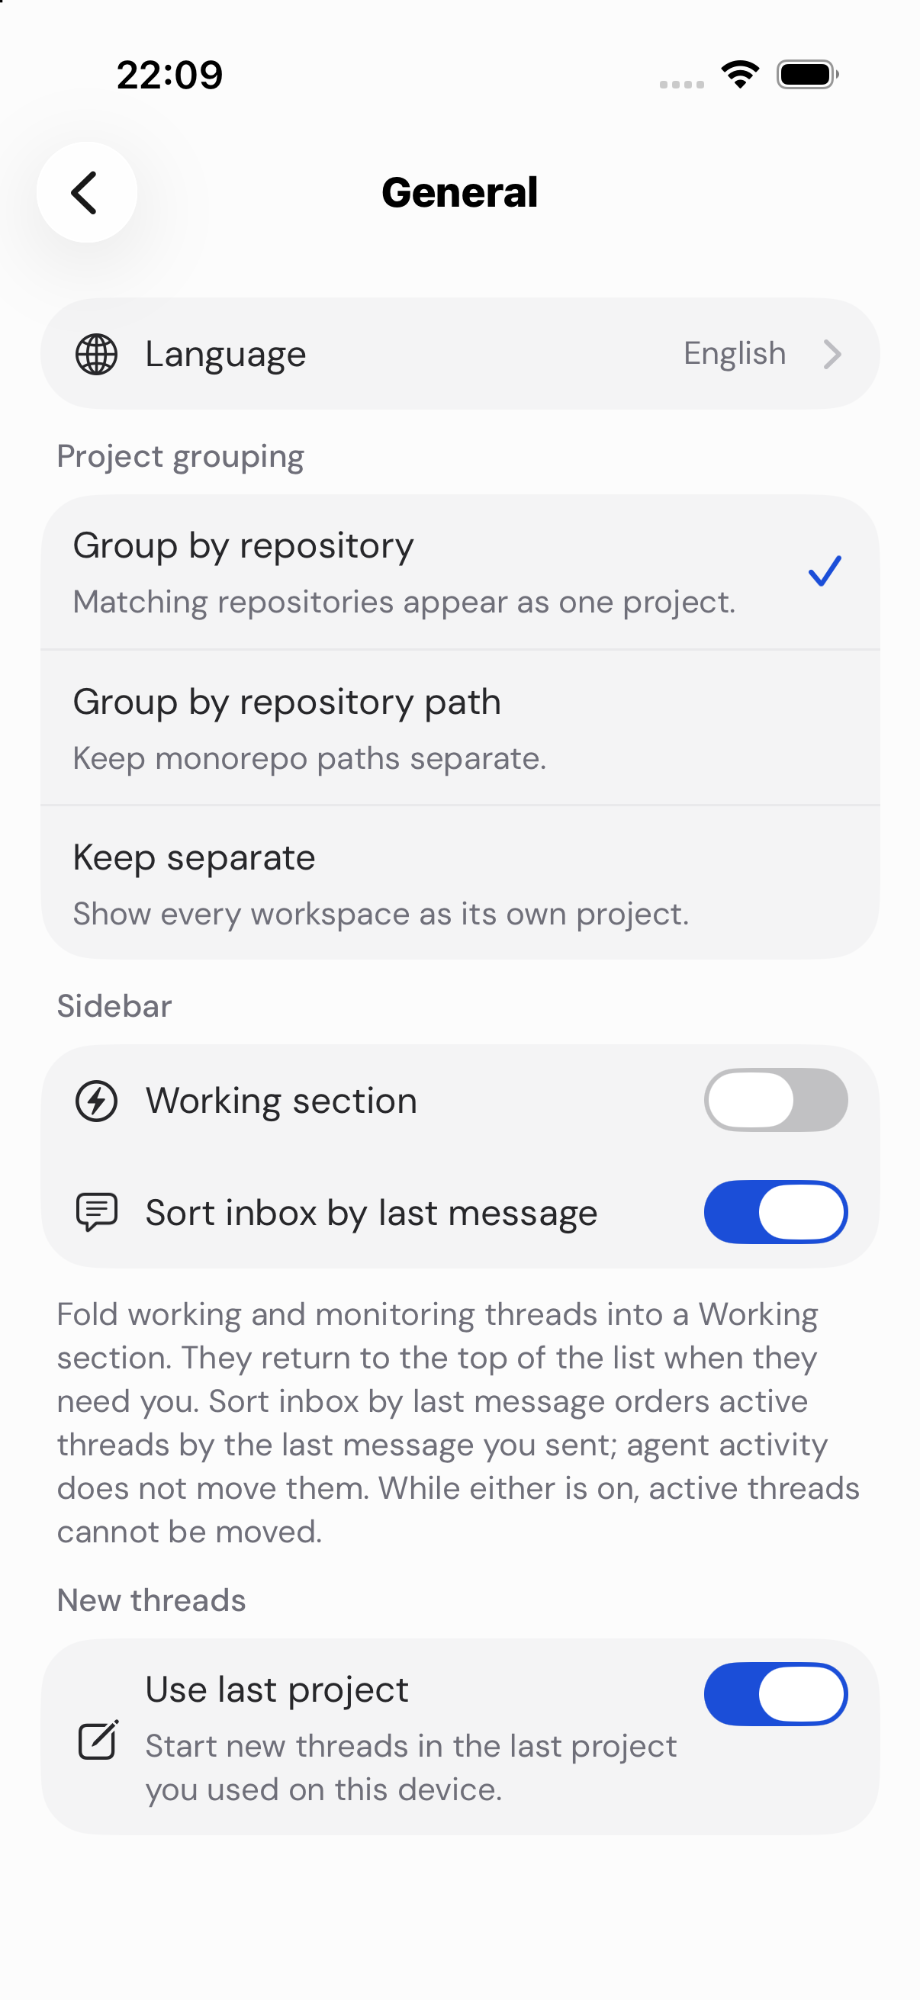 22:09
General
Language
English
Project grouping
Group by repository
Matching repositories appear as one project.
Group by repository path
Keep monorepo paths separate.
Keep separate
Show every workspace as its own project.
Sidebar
Working section
Sort inbox by last message
Fold working and monitoring threads into a Working
section. They return to the top of the list when they
need you. Sort inbox by last message orders active
threads by the last message you sent; agent activity
does not move them. While either is on, active threads
cannot be moved.
New threads
Use last project
Start new threads in the last project
you used on this device.